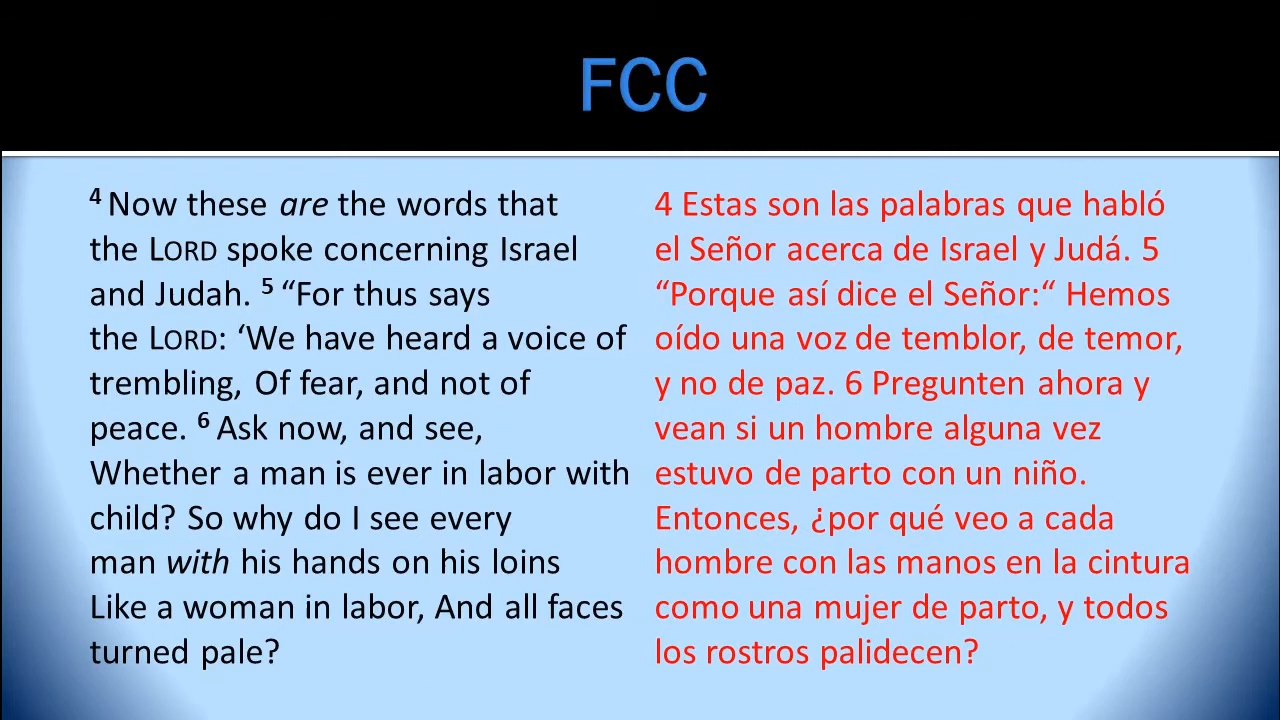 FCC
4 Now these are the words that
the LORD spoke concerning Israel
and Judah. 5 “For thus says
the LORD: ‘We have heard a voice of
trembling, Of fear, and not of
peace. 6 Ask now, and see,
Whether a man is ever in labor with
child? So why do I see every
man with his hands on his loins
Like a woman in labor, And all faces
turned pale?
4 Estas son las palabras que habló
el Señor acerca de Israel y Judá. 5
“Porque así dice el Señor:“ Hemos
oído una voz de temblor, de temor,
y no de paz. 6 Pregunten ahora y
vean si un hombre alguna vez
estuvo de parto con un niño.
Entonces, ¿por qué veo a cada
hombre con las manos en la cintura
como una mujer de parto, y todos
los rostros palidecen?